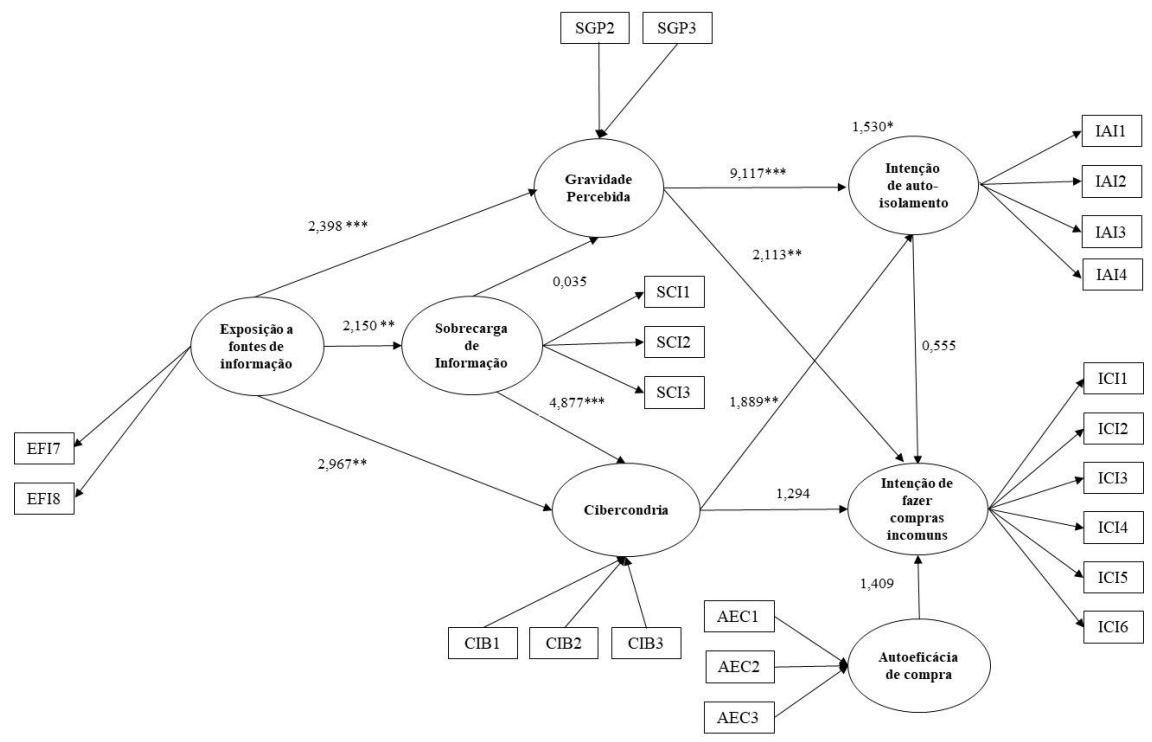 SGP2
SGP3
1,530*
IAI1
Gravidade
Percebida
9,117***
Intenção
de auto-
isolamento
IAI2
2,398 ***
IAI3
2,113**
IAI4
0,035
SCI1
Exposição a
fontes de
informação
2,150 **
Sobrecarga
de
Informação
SCI2
0,555
SCI3
ICI1
4,877***
1,889**
ICI2
EFI7
2,967**
ICI3
EFI8
Cibercondria
1,294
Intenção de
fazer
compras
incomuns
ICI4
ICI5
1,409
AEC1
ICI6
CIB1
CIB2
CIB3
AEC2
Autoeficácia
de compra
AEC3